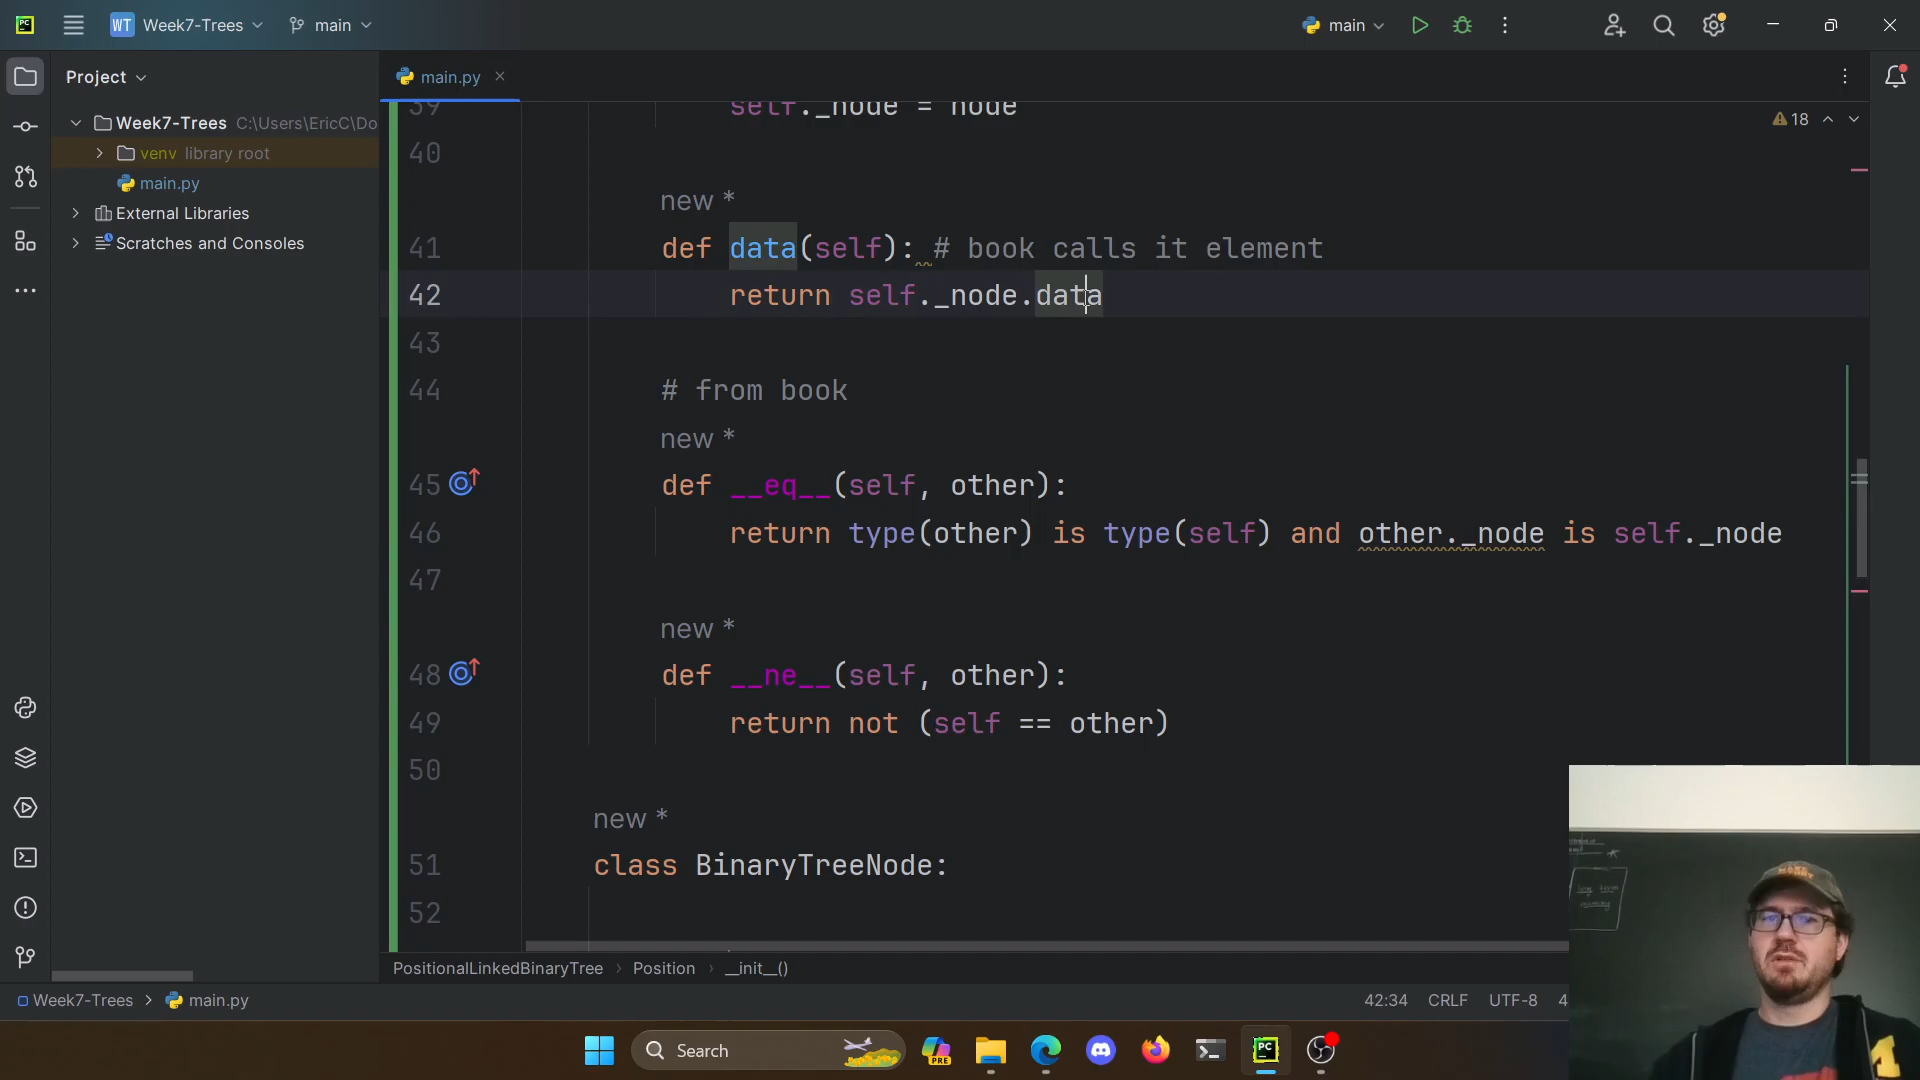 PC
WT Week7-Trees
main
main
Project
main.py
Week7-Trees C:\Users\EricC\Do
venv library root
main.py
External Libraries
Scratches and Consoles
39 self._node = node
18
40
new *
41 def data(self): # book calls it element
42 return self._node.data
43
44 # from book
new *
45 def __eq__(self, other):
46 return type(other) is type(self) and other._node is self._node
47
new *
48 def __ne__(self, other):
49 return not (self == other)
50
new *
51 class BinaryTreeNode:
52
PositionalLinkedBinaryTree > Position > __init__()
Week7-Trees > main.py
42:34 CRLF UTF-8 4
Search
PRE
PC